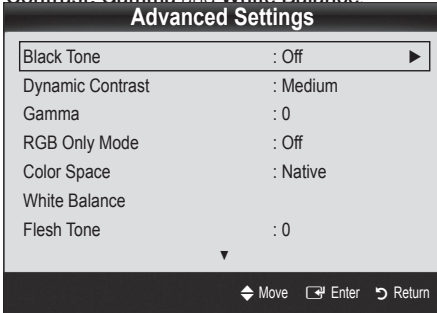 Advanced Settings
Black Tone : Off ►
Dynamic Contrast : Medium
Gamma : 0
RGB Only Mode : Off
Color Space : Native
White Balance
Flesh Tone : 0
▼
Move Enter Return